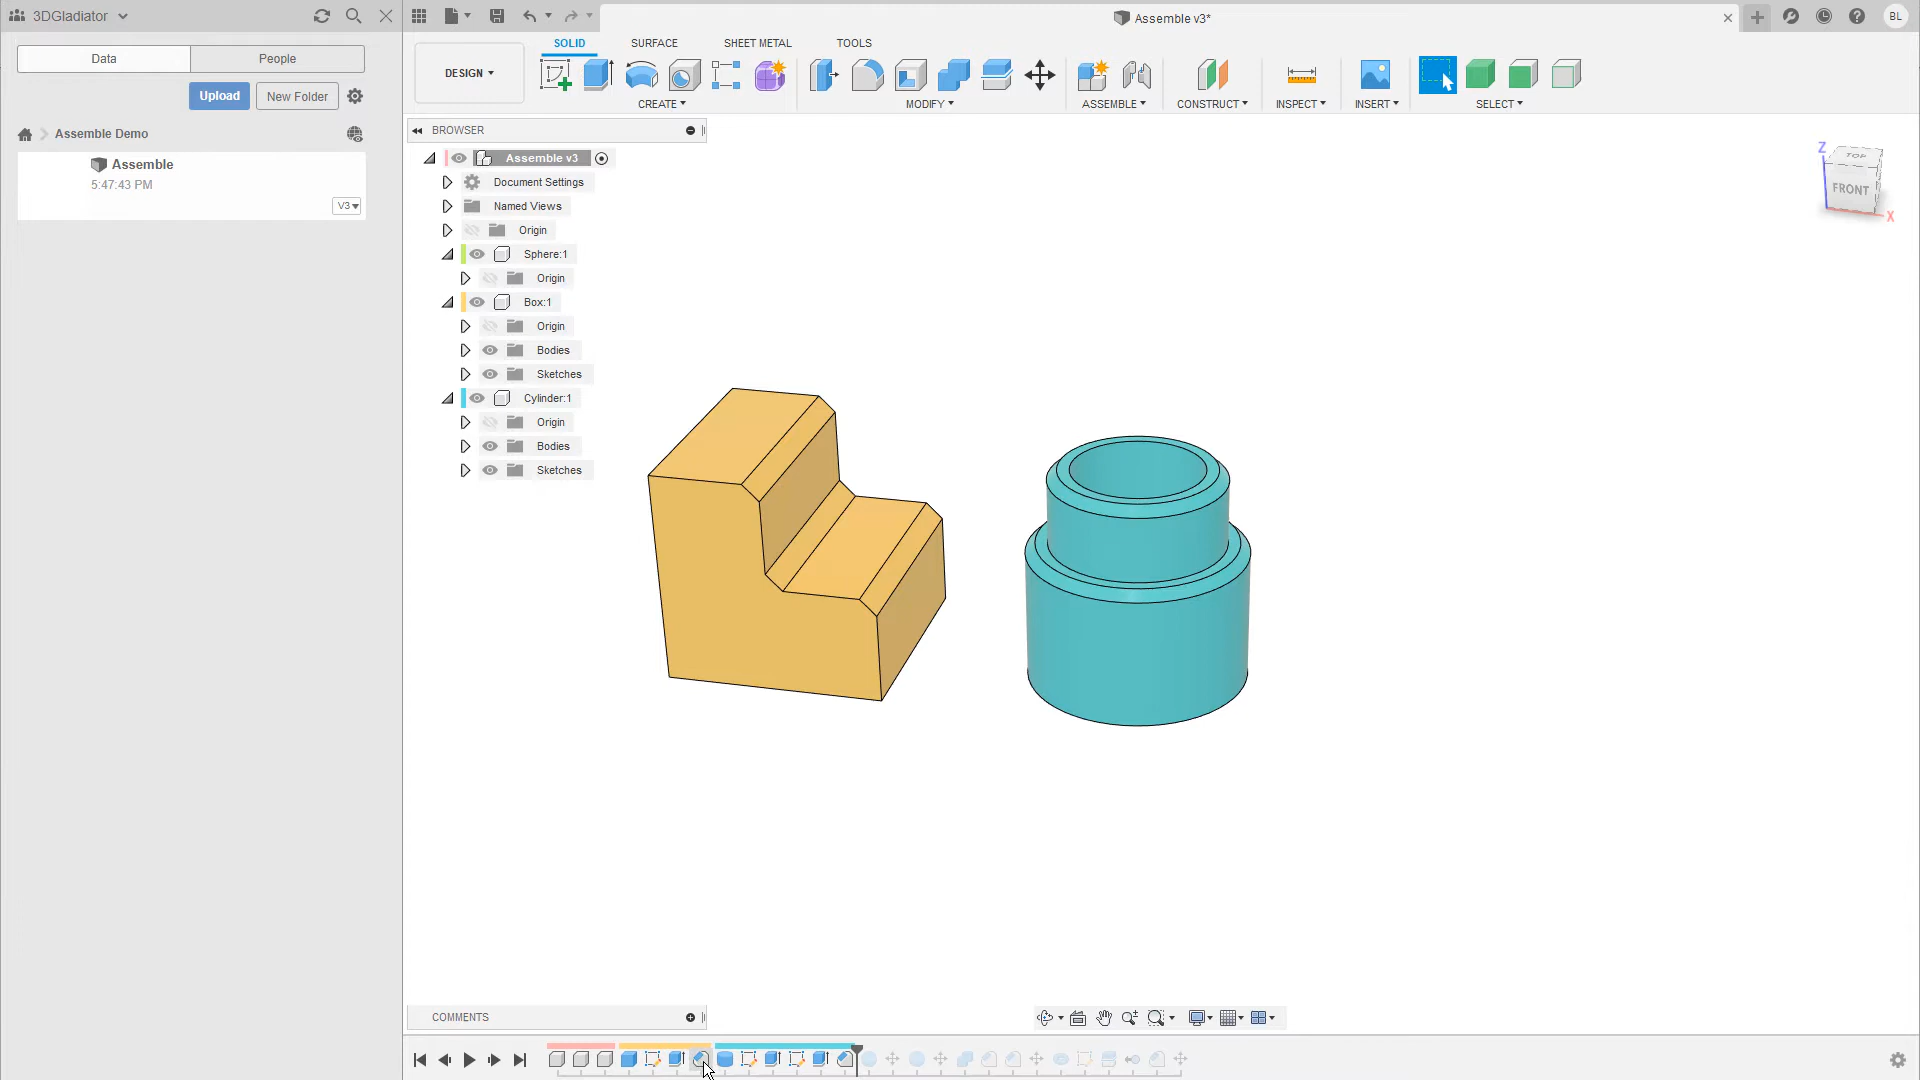 3DGladiator
Assemble v3*
BL
Data
People
SOLID
SURFACE
SHEET METAL
TOOLS
DESIGN
Upload
New Folder
CREATE
MODIFY
ASSEMBLE
CONSTRUCT
INSPECT
INSERT
SELECT
Assemble Demo
BROWSER
Assemble
5:47:43 PM
V3
Assemble v3
Document Settings
Named Views
Origin
Sphere:1
Origin
Box:1
Origin
Bodies
Sketches
Cylinder:1
Origin
Bodies
Sketches
Z
TOP
FRONT
X
COMMENTS